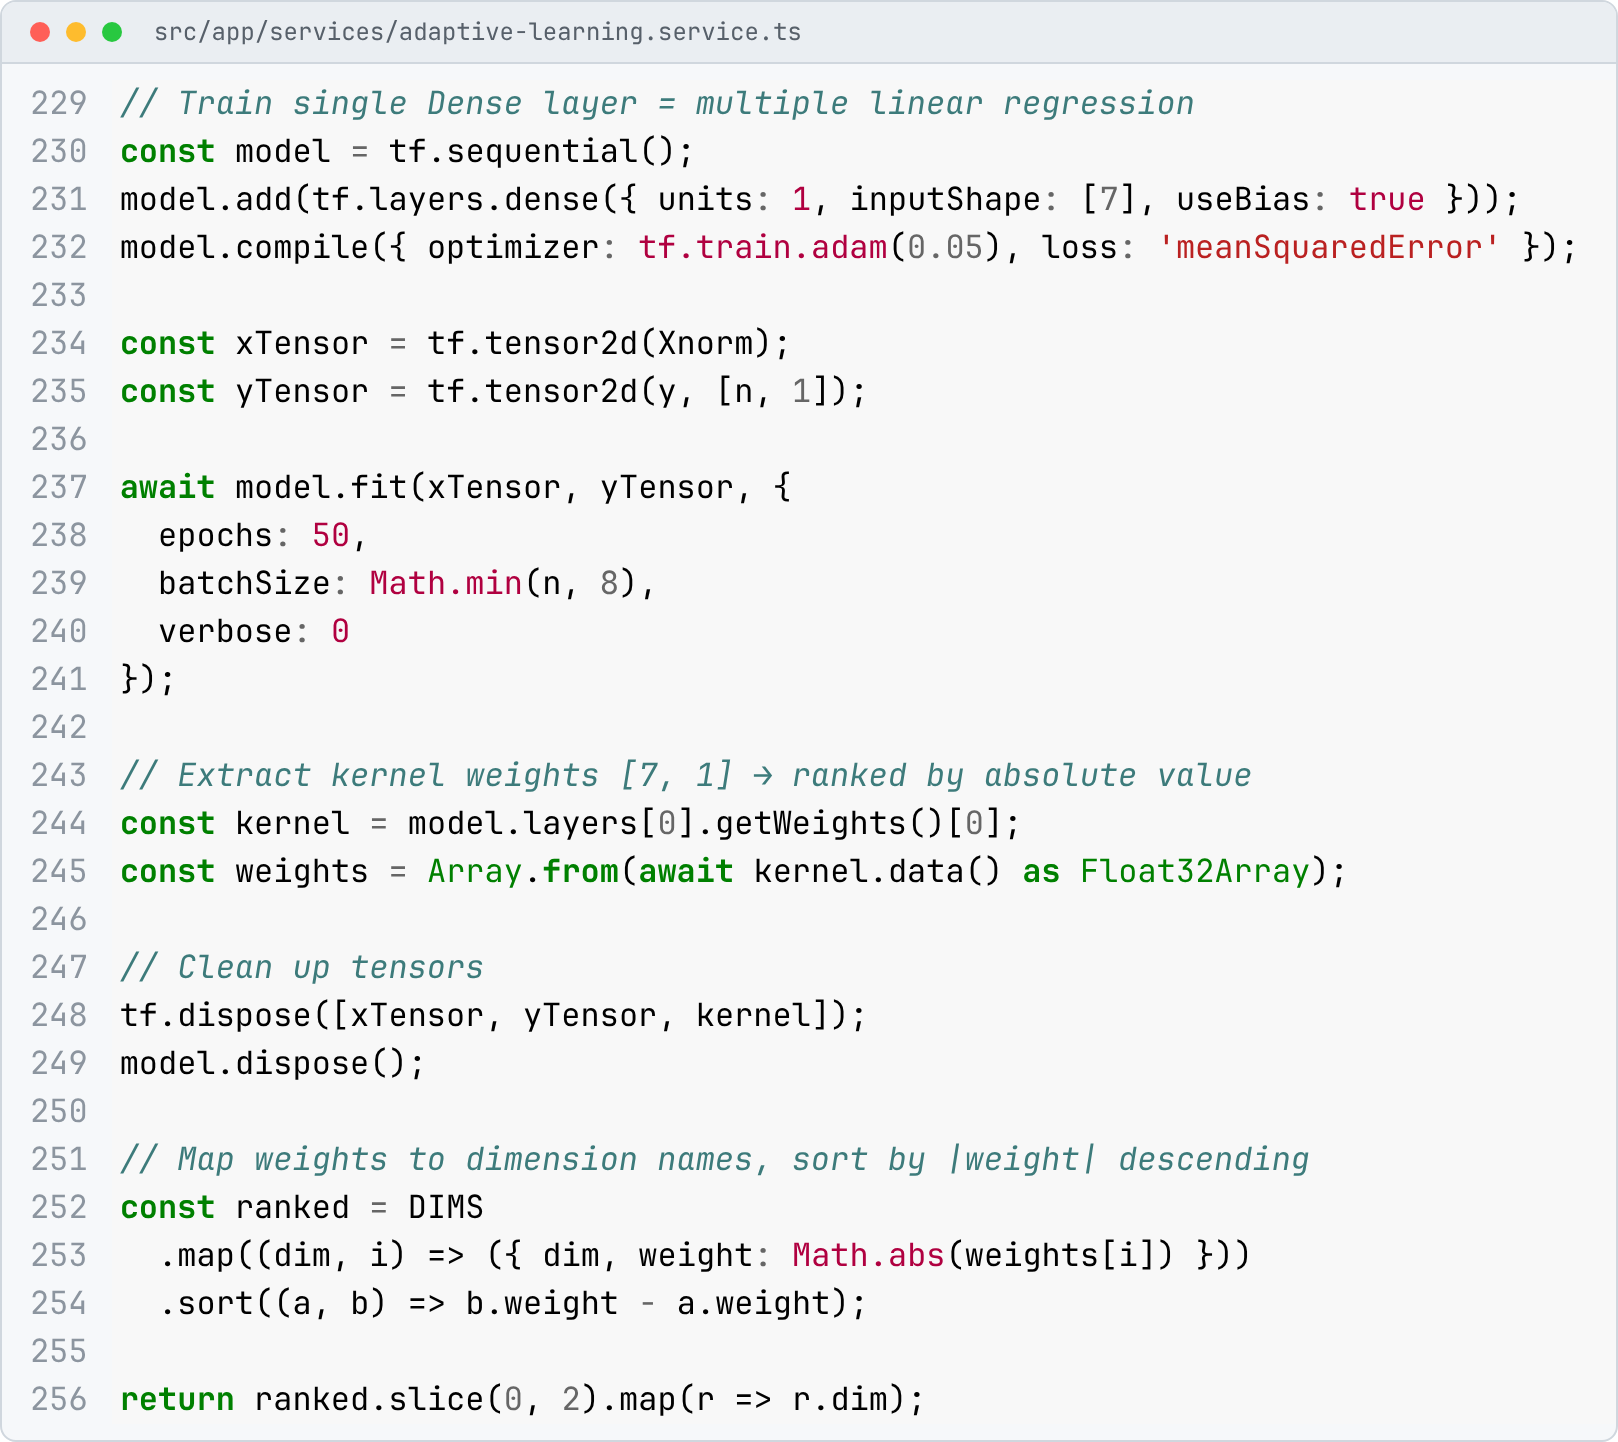 src/app/services/adaptive-learning.service.ts
229 // Train single Dense layer = multiple linear regression
230 const model = tf.sequential();
231 model.add(tf.layers.dense({ units: 1, inputShape: [7], useBias: true }));
232 model.compile({ optimizer: tf.train.adam(0.05), loss: 'meanSquaredError' });
233
234 const xTensor = tf.tensor2d(Xnorm);
235 const yTensor = tf.tensor2d(y, [n, 1]);
236
237 await model.fit(xTensor, yTensor, {
238   epochs: 50,
239   batchSize: Math.min(n, 8),
240   verbose: 0
241 });
242
243 // Extract kernel weights [7, 1] → ranked by absolute value
244 const kernel = model.layers[0].getWeights()[0];
245 const weights = Array.from(await kernel.data() as Float32Array);
246
247 // Clean up tensors
248 tf.dispose([xTensor, yTensor, kernel]);
249 model.dispose();
250
251 // Map weights to dimension names, sort by |weight| descending
252 const ranked = DIMS
253   .map((dim, i) => ({ dim, weight: Math.abs(weights[i]) }))
254   .sort((a, b) => b.weight - a.weight);
255
256 return ranked.slice(0, 2).map(r => r.dim);